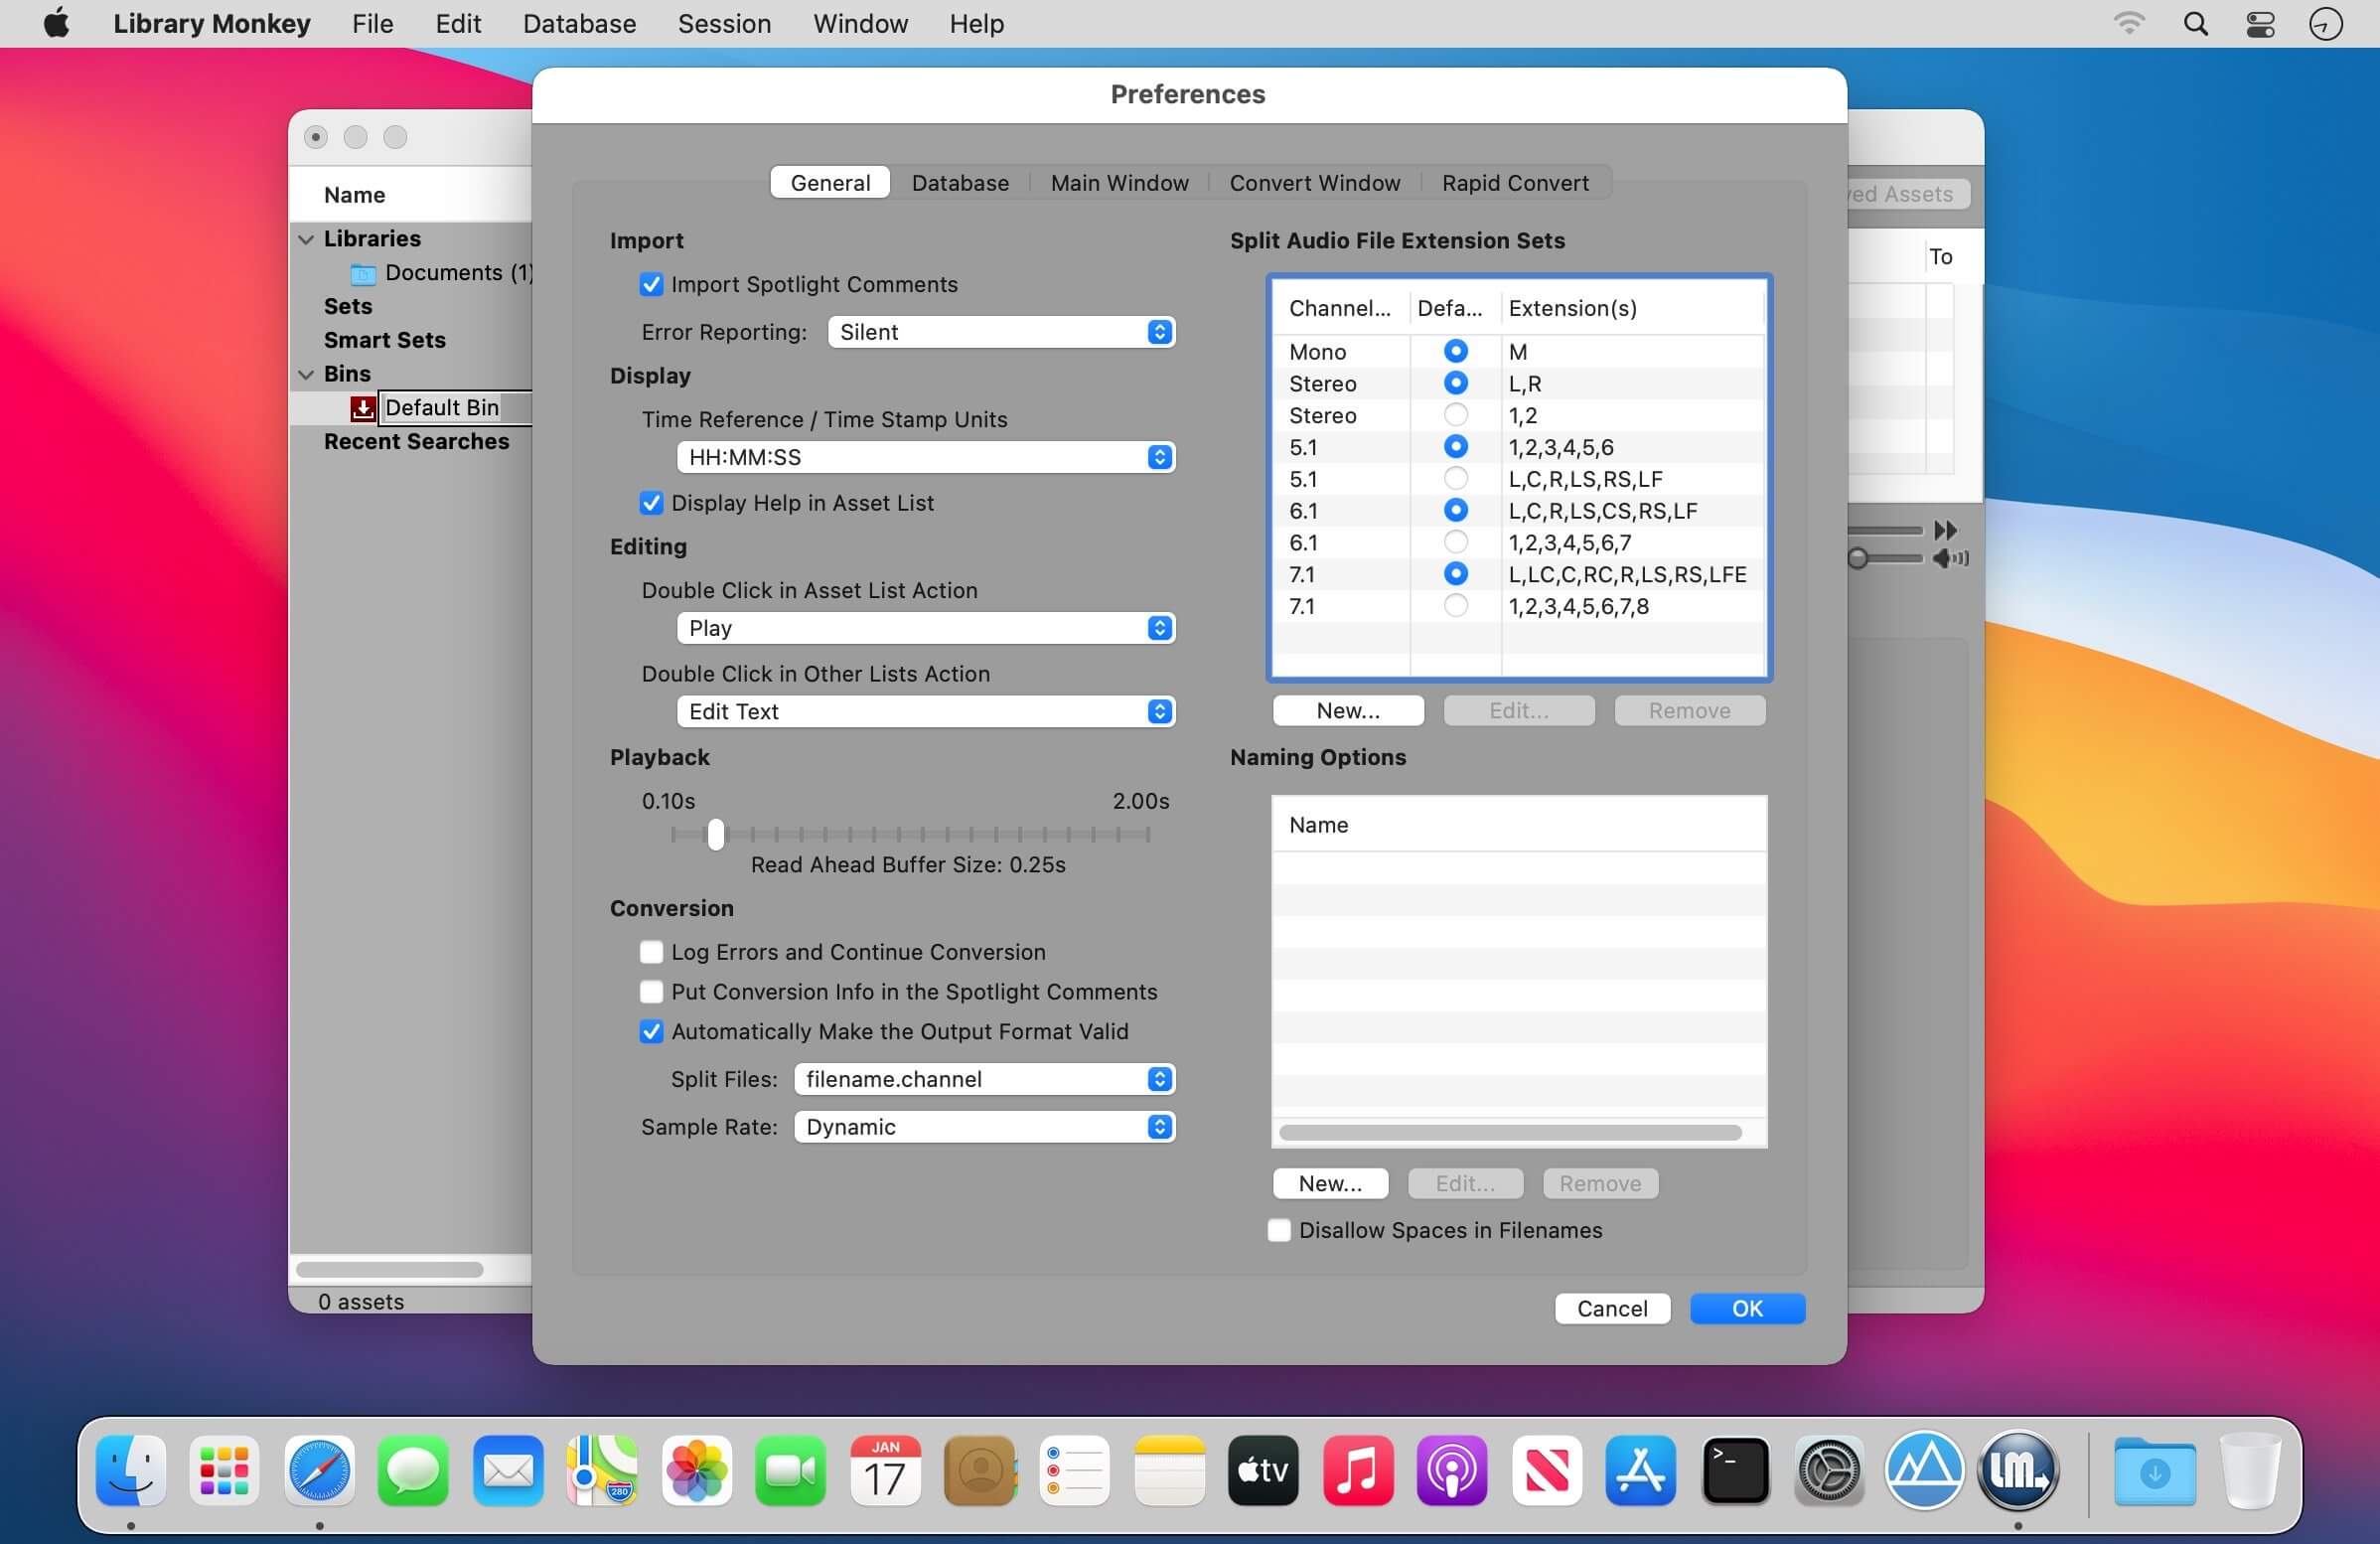 Library Monkey File Edit Database Session Window Help
Preferences
General Database Main Window Convert Window Rapid Convert
ved Assets
To
Name
Libraries
Documents (1)
Sets
Smart Sets
Bins
Default Bin
Recent Searches
0 assets
Import
Import Spotlight Comments
Error Reporting: Silent
Display
Time Reference / Time Stamp Units
HH:MM:SS
Display Help in Asset List
Editing
Double Click in Asset List Action
Play
Double Click in Other Lists Action
Edit Text
Playback
0.10s 2.00s
Read Ahead Buffer Size: 0.25s
Conversion
Log Errors and Continue Conversion
Put Conversion Info in the Spotlight Comments
Automatically Make the Output Format Valid
Split Files: filename.channel
Sample Rate: Dynamic
Split Audio File Extension Sets
Channel... Defa... Extension(s)
Mono M
Stereo L,R
Stereo 1,2
5.1 1,2,3,4,5,6
5.1 L,C,R,LS,RS,LF
6.1 L,C,R,LS,CS,RS,LF
6.1 1,2,3,4,5,6,7
7.1 L,LC,C,RC,R,LS,RS,LFE
7.1 1,2,3,4,5,6,7,8
New... Edit... Remove
Naming Options
Name
New... Edit... Remove
Disallow Spaces in Filenames
Cancel OK
280
JAN
17
tv
>_
LM